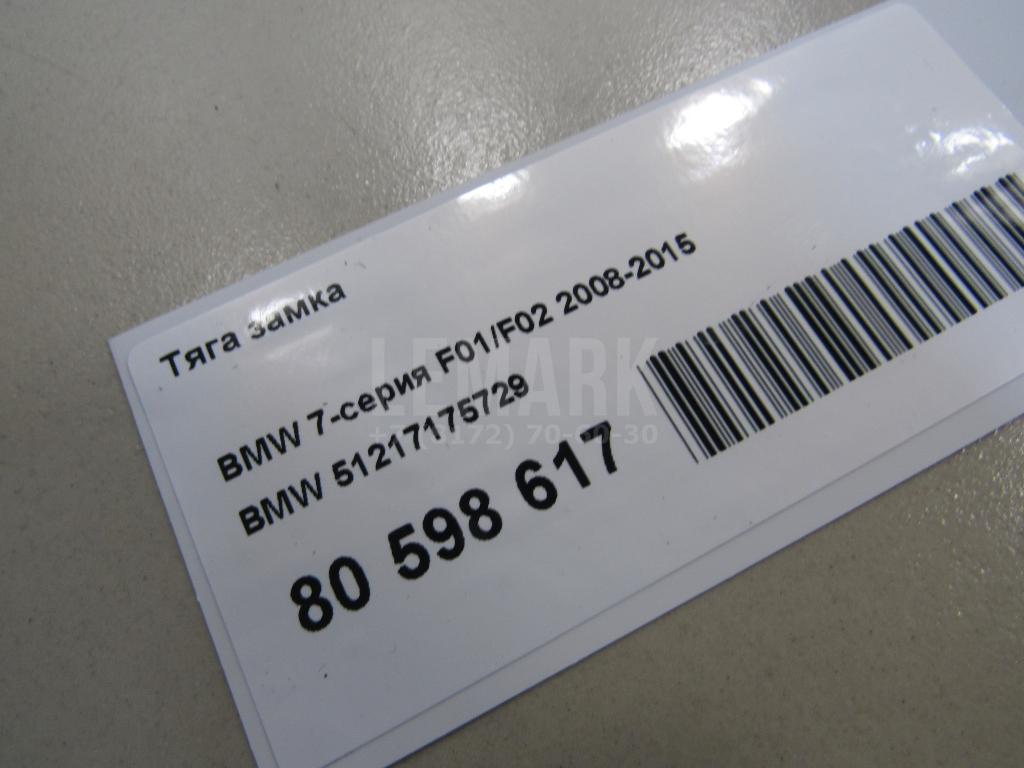 Тяга замка
BMW 7-серия F01/F02 2008-2015
BMW 51217175729
80 598 617
LEMARK